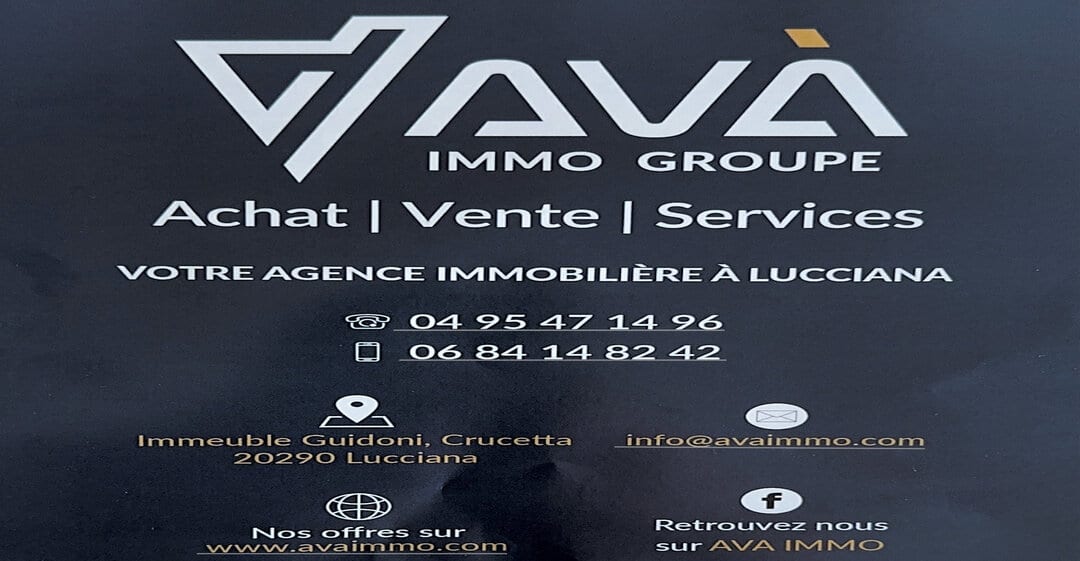 AVÀ
IMMO GROUPE
Achat | Vente | Services
VOTRE AGENCE IMMOBILIÈRE À LUCCIANA
04 95 47 14 96
06 84 14 82 42
Immeuble Guidoni, Crucetta
20290 Lucciana
info@avaimmo.com
Nos offres sur
www.avaimmo.com
Retrouvez nous
sur AVA IMMO